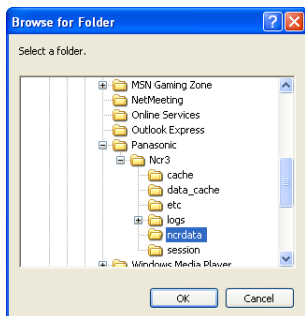 Browse for Folder
Select a folder.
MSN Gaming Zone
NetMeeting
Online Services
Outlook Express
Panasonic
Ncr3
cache
data_cache
etc
logs
ncrdata
session
Windows Media Player
OK Cancel